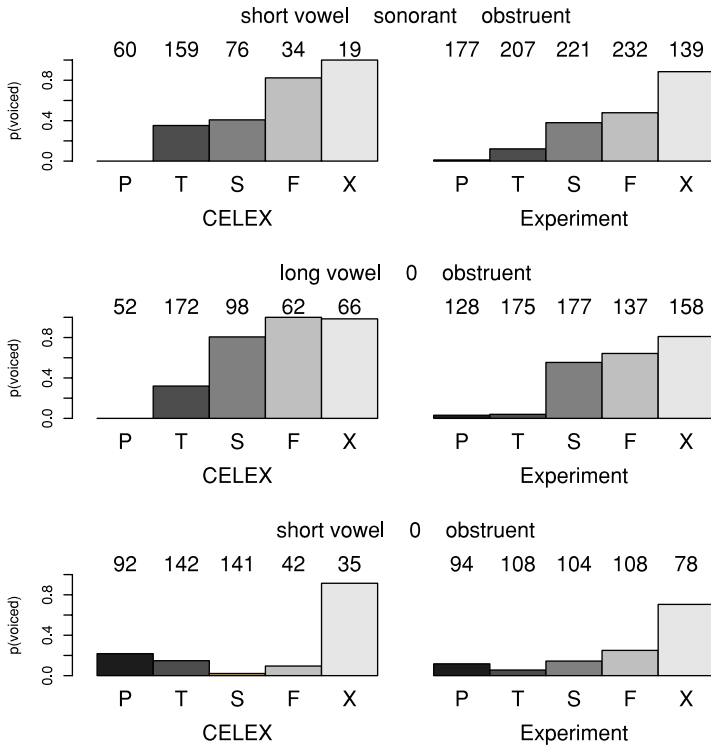 short vowel sonorant obstruent
60 159 76 34 19 177 207 221 232 139
p(voiced)
0.0 0.4 0.8
P T S F X P T S F X
CELEX Experiment
long vowel 0 obstruent
52 172 98 62 66 128 175 177 137 158
p(voiced)
0.0 0.4 0.8
P T S F X P T S F X
CELEX Experiment
short vowel 0 obstruent
92 142 141 42 35 94 108 104 108 78
p(voiced)
0.0 0.4 0.8
P T S F X P T S F X
CELEX Experiment